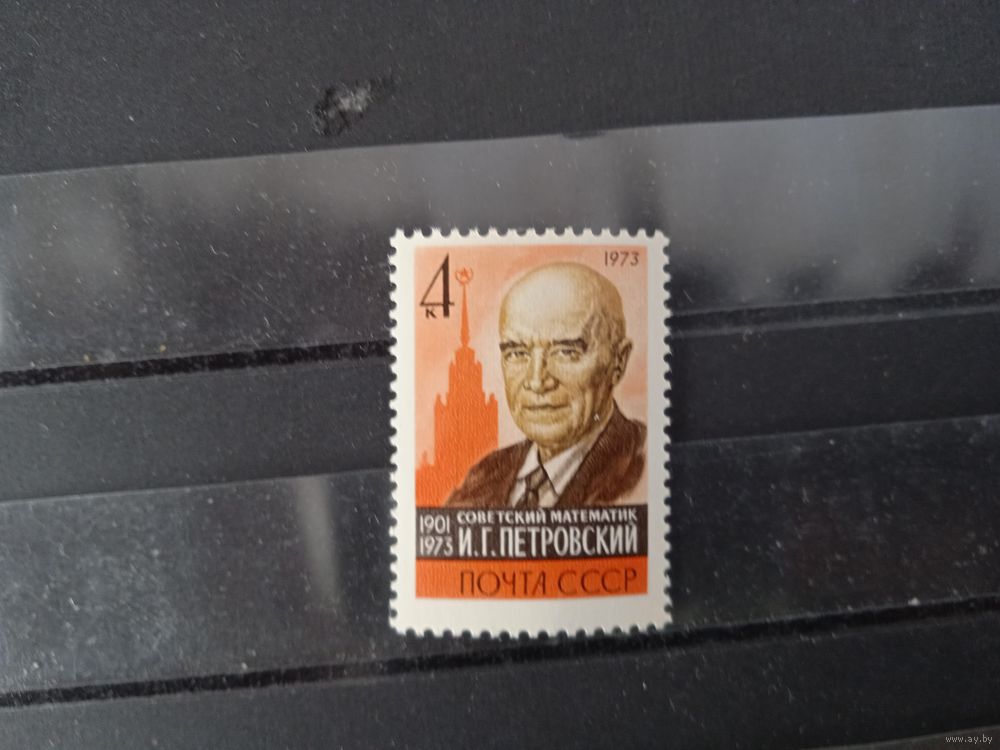 4 к
1973
1901
1973
СОВЕТСКИЙ МАТЕМАТИК
И. Г. ПЕТРОВСКИЙ
ПОЧТА СССР
www.ay.by